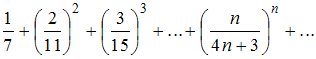 1/7 + (2/11)^2 + (3/15)^3 + ... + (n/(4n+3))^n + ...